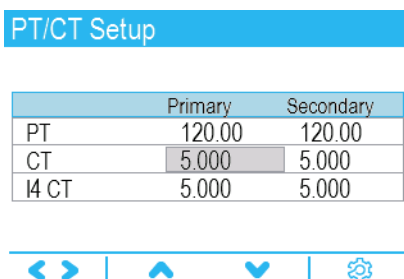 PT/CT Setup
Primary Secondary
PT 120.00 120.00
CT 5.000 5.000
I4 CT 5.000 5.000